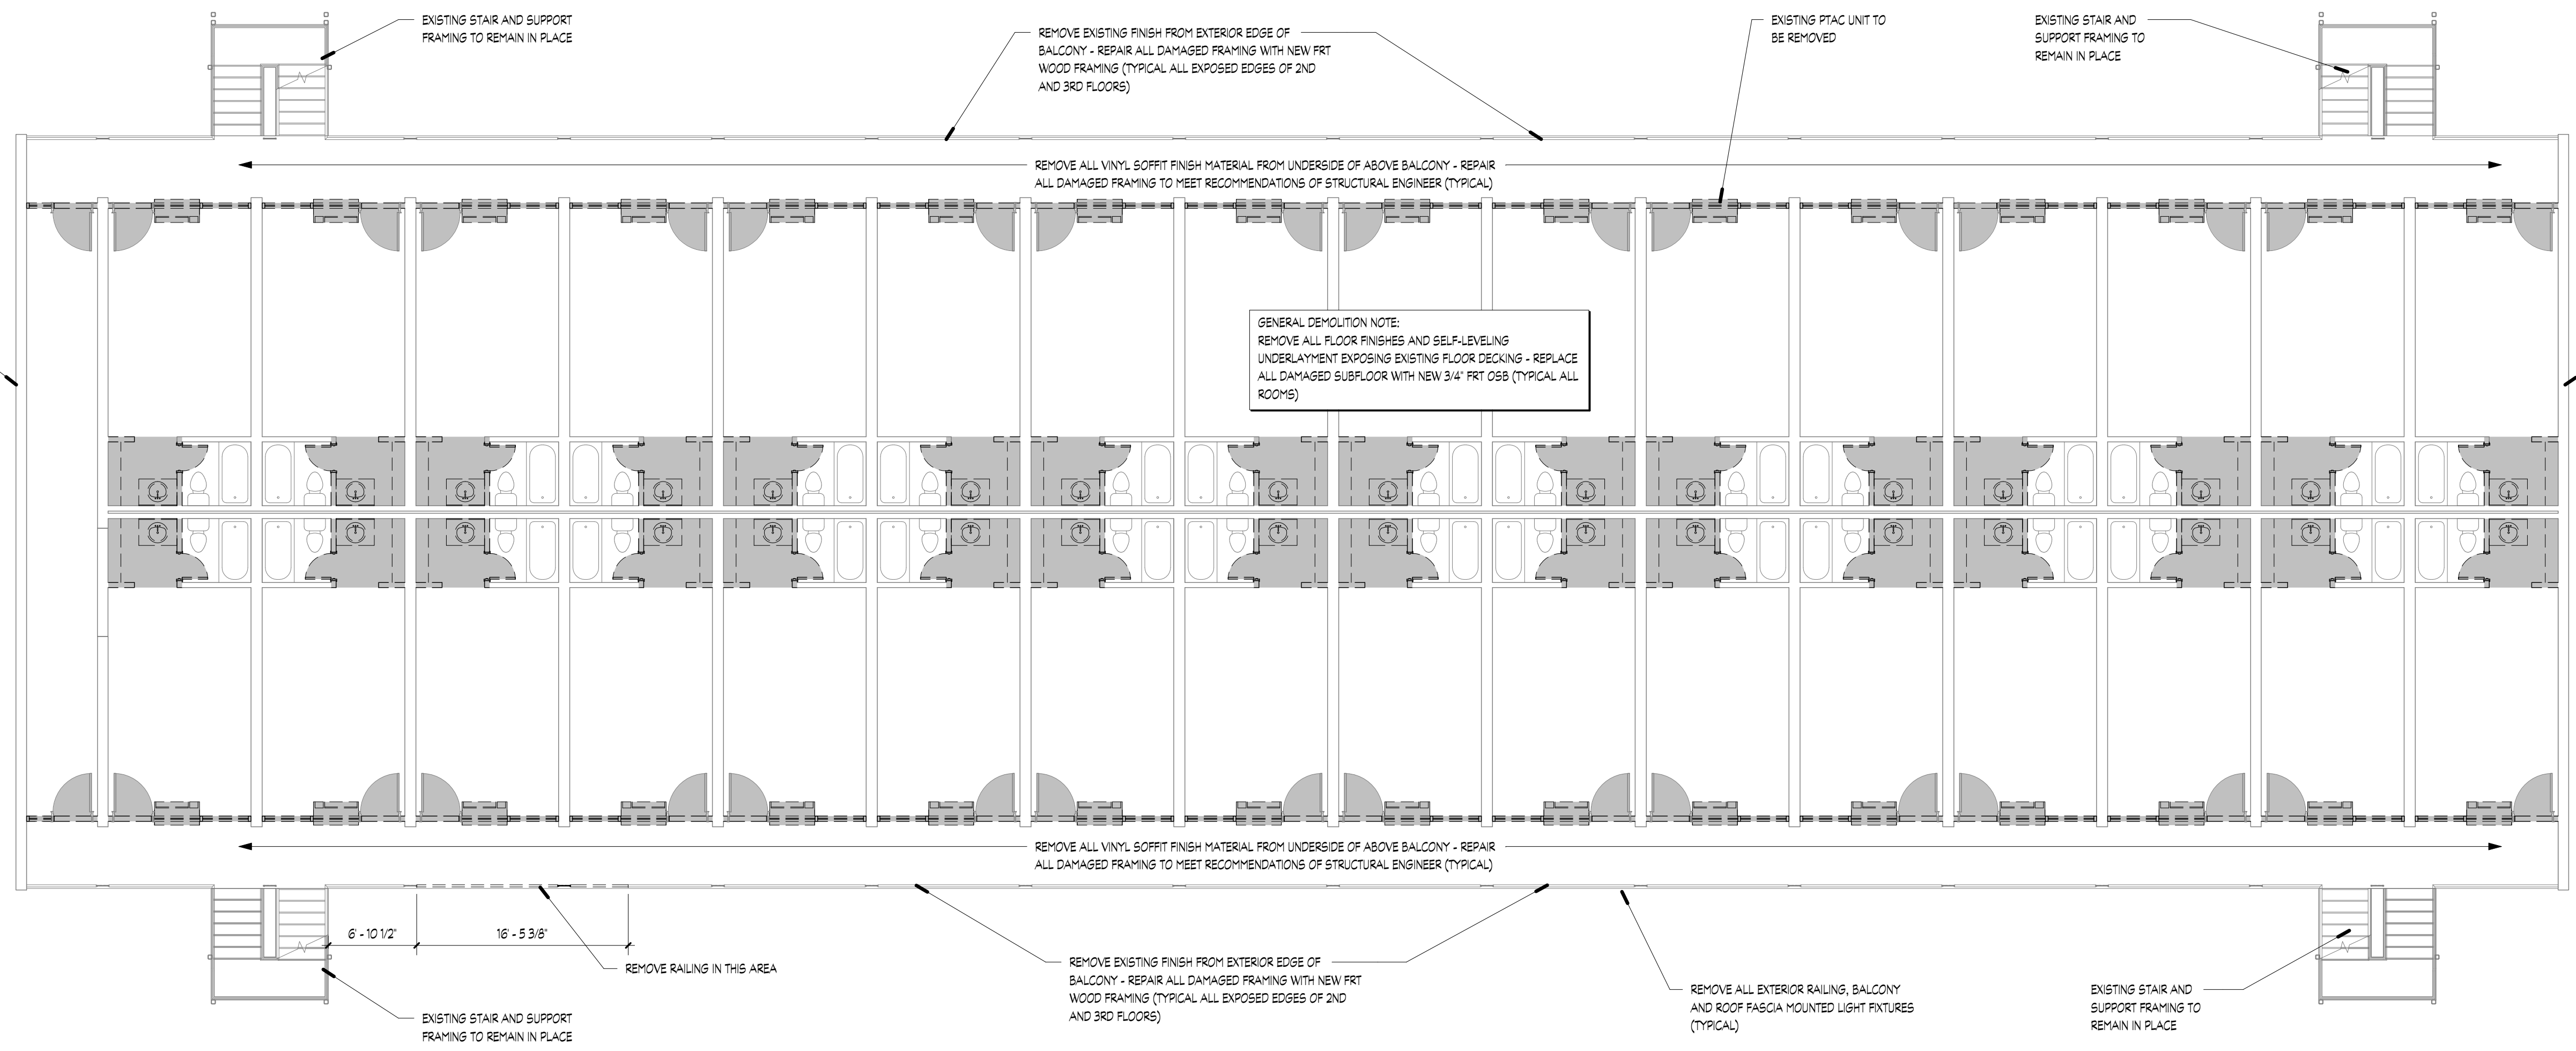 EXISTING STAIR AND SUPPORT
FRAMING TO REMAIN IN PLACE
REMOVE EXISTING FINISH FROM EXTERIOR EDGE OF
BALCONY - REPAIR ALL DAMAGED FRAMING WITH NEW FRT
WOOD FRAMING (TYPICAL ALL EXPOSED EDGES OF 2ND
AND 3RD FLOORS)
EXISTING PTAC UNIT TO
BE REMOVED
EXISTING STAIR AND
SUPPORT FRAMING TO
REMAIN IN PLACE
REMOVE ALL VINYL SOFFIT FINISH MATERIAL FROM UNDERSIDE OF ABOVE BALCONY - REPAIR
ALL DAMAGED FRAMING TO MEET RECOMMENDATIONS OF STRUCTURAL ENGINEER (TYPICAL)
GENERAL DEMOLITION NOTE:
REMOVE ALL FLOOR FINISHES AND SELF-LEVELING
UNDERLAYMENT EXPOSING EXISTING FLOOR DECKING - REPLACE
ALL DAMAGED SUBFLOOR WITH NEW 3/4" FRT OSB (TYPICAL ALL
ROOMS)
REMOVE ALL VINYL SOFFIT FINISH MATERIAL FROM UNDERSIDE OF ABOVE BALCONY - REPAIR
ALL DAMAGED FRAMING TO MEET RECOMMENDATIONS OF STRUCTURAL ENGINEER (TYPICAL)
6' - 10 1/2"
16' - 5 3/8"
REMOVE RAILING IN THIS AREA
EXISTING STAIR AND SUPPORT
FRAMING TO REMAIN IN PLACE
REMOVE EXISTING FINISH FROM EXTERIOR EDGE OF
BALCONY - REPAIR ALL DAMAGED FRAMING WITH NEW FRT
WOOD FRAMING (TYPICAL ALL EXPOSED EDGES OF 2ND
AND 3RD FLOORS)
REMOVE ALL EXTERIOR RAILING, BALCONY
AND ROOF FASCIA MOUNTED LIGHT FIXTURES
(TYPICAL)
EXISTING STAIR AND
SUPPORT FRAMING TO
REMAIN IN PLACE